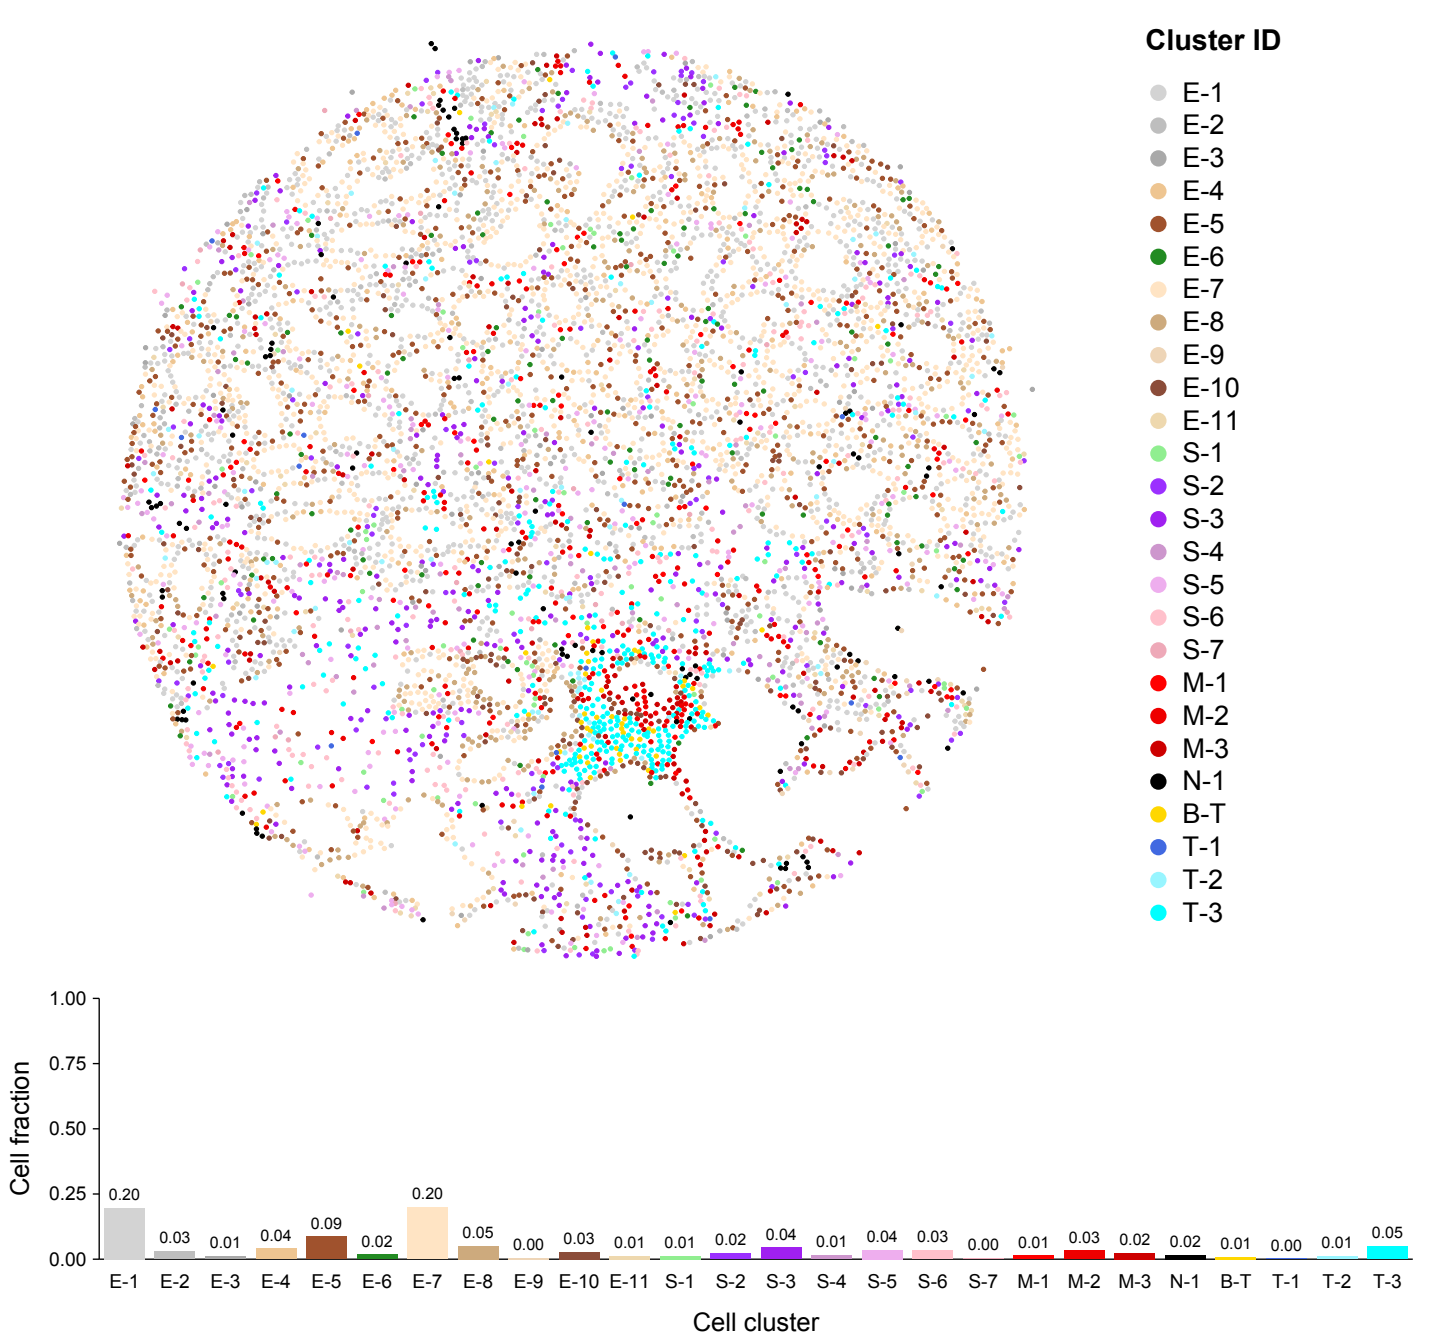 Cluster ID
E-1
E-2
E-3
E-4
E-5
E-6
E-7
E-8
E-9
E-10
E-11
S-1
S-2
S-3
S-4
S-5
S-6
S-7
M-1
M-2
M-3
N-1
B-T
T-1
T-2
T-3
1.00
0.75
0.50
0.25
0.00
Cell fraction
0.20 0.03 0.01 0.04 0.09 0.02 0.20 0.05 0.00 0.03 0.01 0.01 0.02 0.04 0.01 0.04 0.03 0.00 0.01 0.03 0.02 0.02 0.01 0.00 0.01 0.05
E-1 E-2 E-3 E-4 E-5 E-6 E-7 E-8 E-9 E-10 E-11 S-1 S-2 S-3 S-4 S-5 S-6 S-7 M-1 M-2 M-3 N-1 B-T T-1 T-2 T-3
Cell cluster